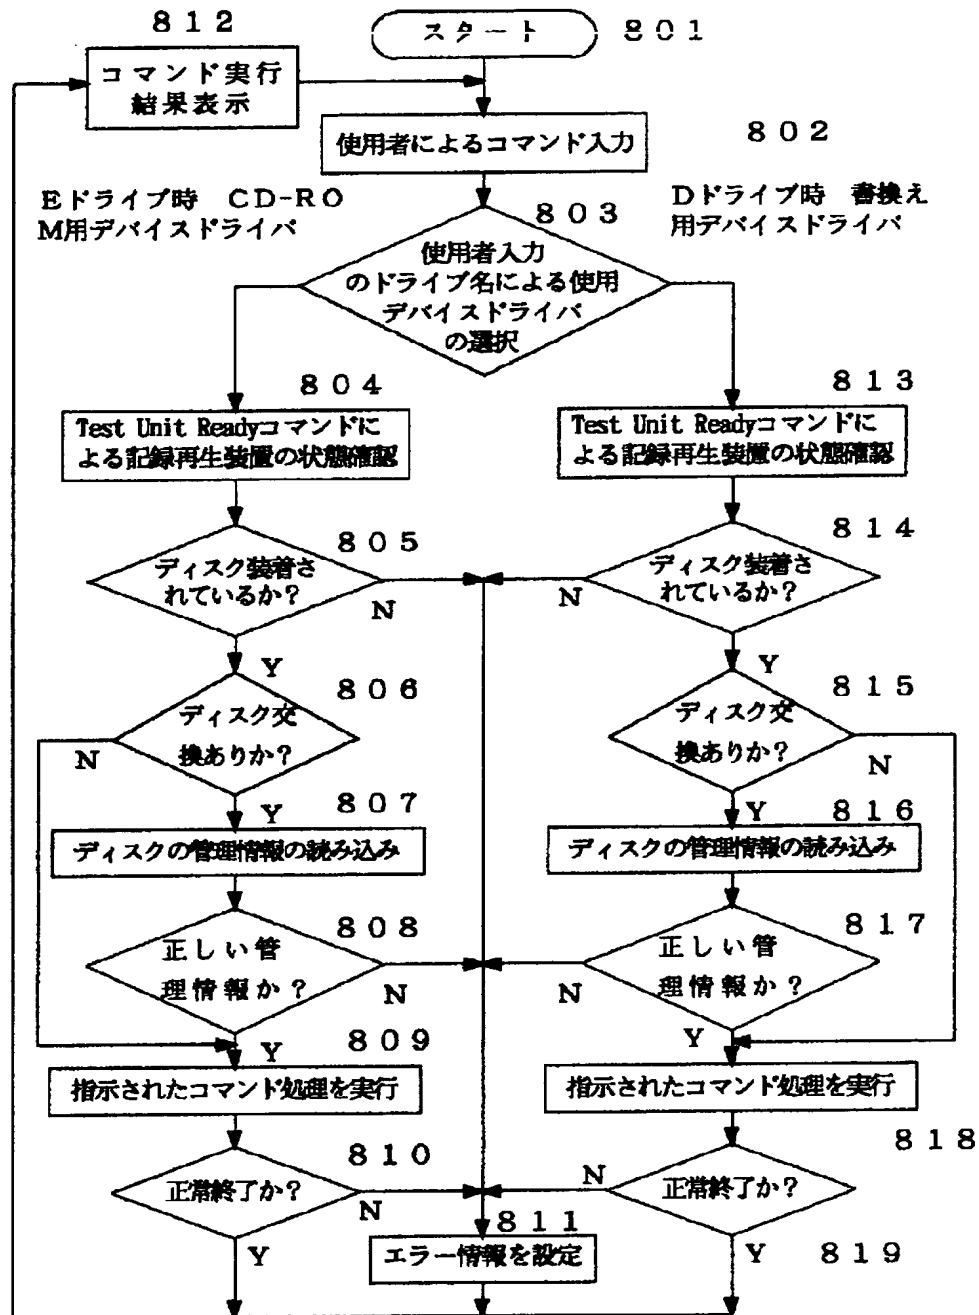 ８１２
スタート
８０１
コマンド実行
結果表示
使用者によるコマンド入力
８０２
Eドライブ時 CD-RO
M用デバイスドライバ
８０３
Dドライブ時 書換え
用デバイスドライバ
使用者入力
のドライブ名による使用
デバイスドライバ
の選択
８０４
Test Unit Readyコマンドに
よる記録再生装置の状態確認
８１３
Test Unit Readyコマンドに
よる記録再生装置の状態確認
８０５
ディスク装着さ
れているか？
N
Y
８１４
ディスク装着さ
れているか？
N
Y
８０６
ディスク交
換ありか？
N
Y
８１５
ディスク交
換ありか？
N
Y
８０７
ディスクの管理情報の読み込み
８１６
ディスクの管理情報の読み込み
８０８
正しい管
理情報か？
N
Y
８１７
正しい管
理情報か？
N
Y
８０９
指示されたコマンド処理を実行
指示されたコマンド処理を実行
８１８
８１０
正常終了か？
N
Y
N
正常終了か？
Y
８１９
８１１
エラー情報を設定